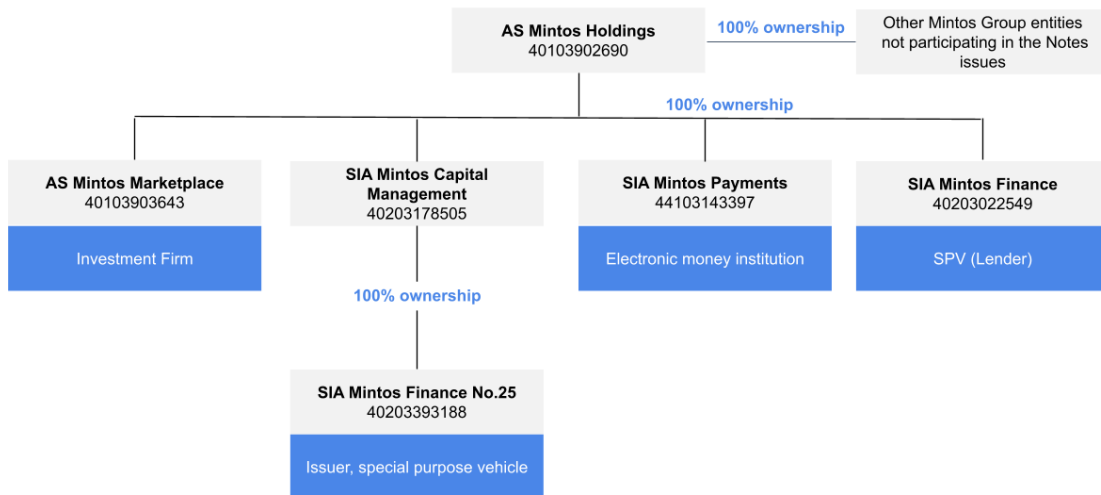 AS Mintos Holdings
40103902690
100% ownership
Other Mintos Group entities
not participating in the Notes
issues
100% ownership
AS Mintos Marketplace
40103903643
Investment Firm
SIA Mintos Capital
Management
40203178505
SIA Mintos Payments
44103143397
Electronic money institution
SIA Mintos Finance
40203022549
SPV (Lender)
100% ownership
SIA Mintos Finance No.25
40203393188
Issuer, special purpose vehicle